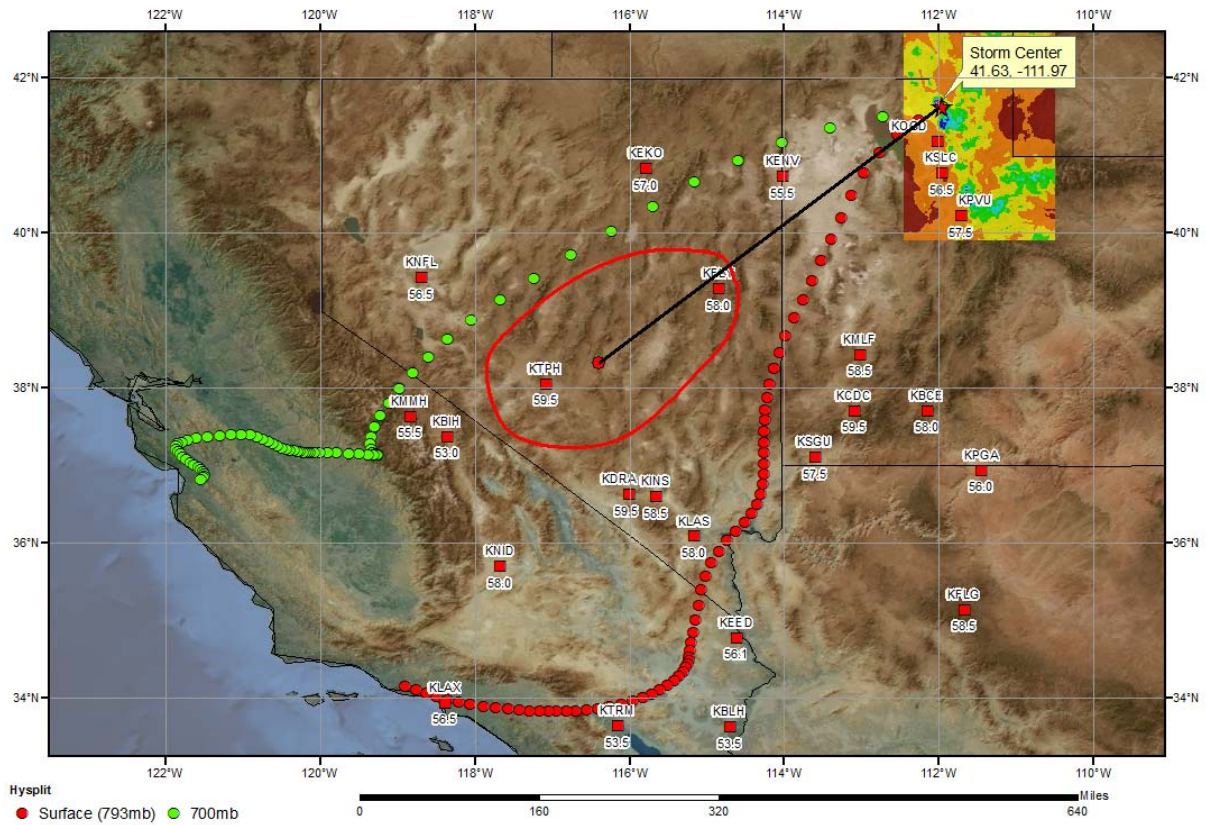 122°W 120°W 118°W 116°W 114°W 112°W 110°W
42°N 42°N
Storm Center
41.63, -111.97
KOGD
KEKO
57.0
KENV
55.5
KSLC
56.5
KPVU
57.5
40°N 40°N
KNFL
56.5
58.0
KMLF
58.5
KTPH
59.5
38°N 38°N
KMMH
55.5
KBIH
53.0
KCDC
59.5
KBCE
58.0
KSGU
57.5
KPGA
56.0
KDRA
59.5
KINS
58.5
KLAS
58.0
36°N 36°N
KNID
58.0
KFLG
58.5
KEED
56.1
34°N 34°N
KLAX
56.5
KTRM
53.5
KBLH
53.5
122°W 120°W 118°W 116°W 114°W 112°W 110°W
Hysplit
Surface (793mb) 700mb
Miles
0 160 320 640